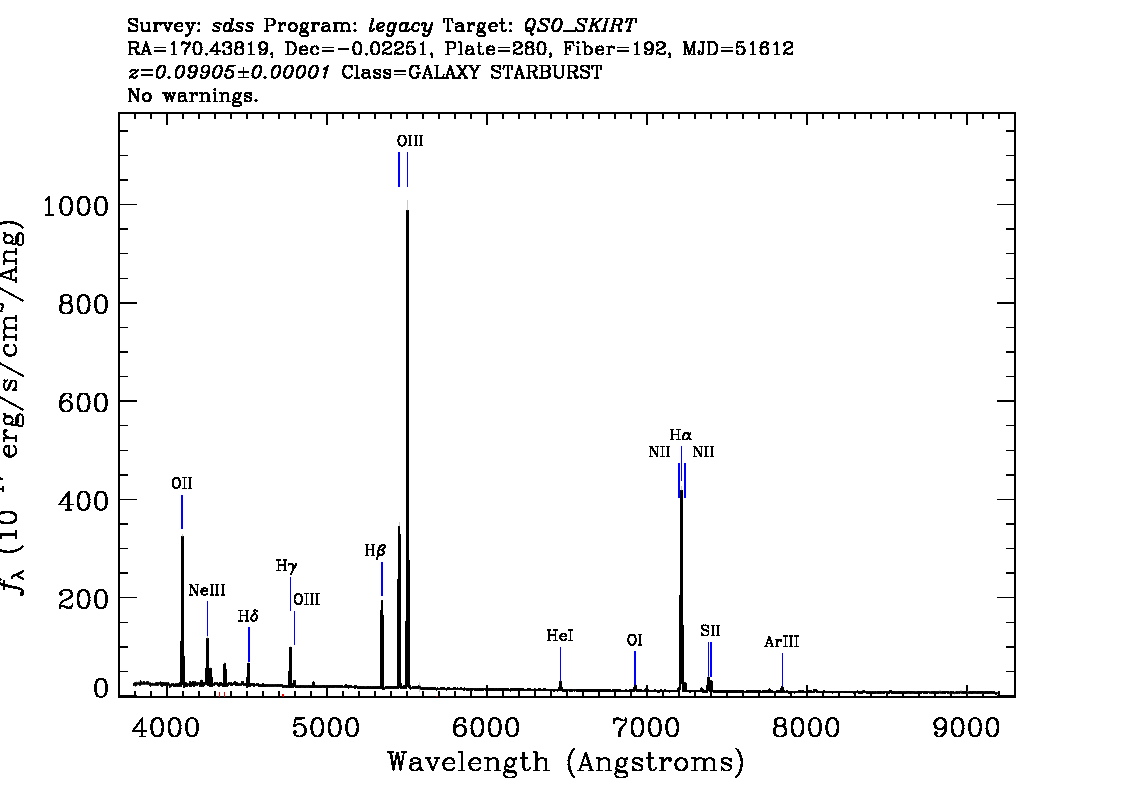 Survey: sdss Program: legacy Target: QSO_SKIRT
RA=170.43819, Dec=−0.02251, Plate=280, Fiber=192, MJD=51612
z=0.09905±0.00001 Class=GALAXY STARBURST
No warnings.
OIII
1000
800
600
400
200
0
Hα
NII NII
OII
Hβ
Hγ
NeIII
OIII
Hδ
HeI
OI
SII
ArIII
4000 5000 6000 7000 8000 9000
Wavelength (Angstroms)
fλ (10 erg/s/cm /Ang)